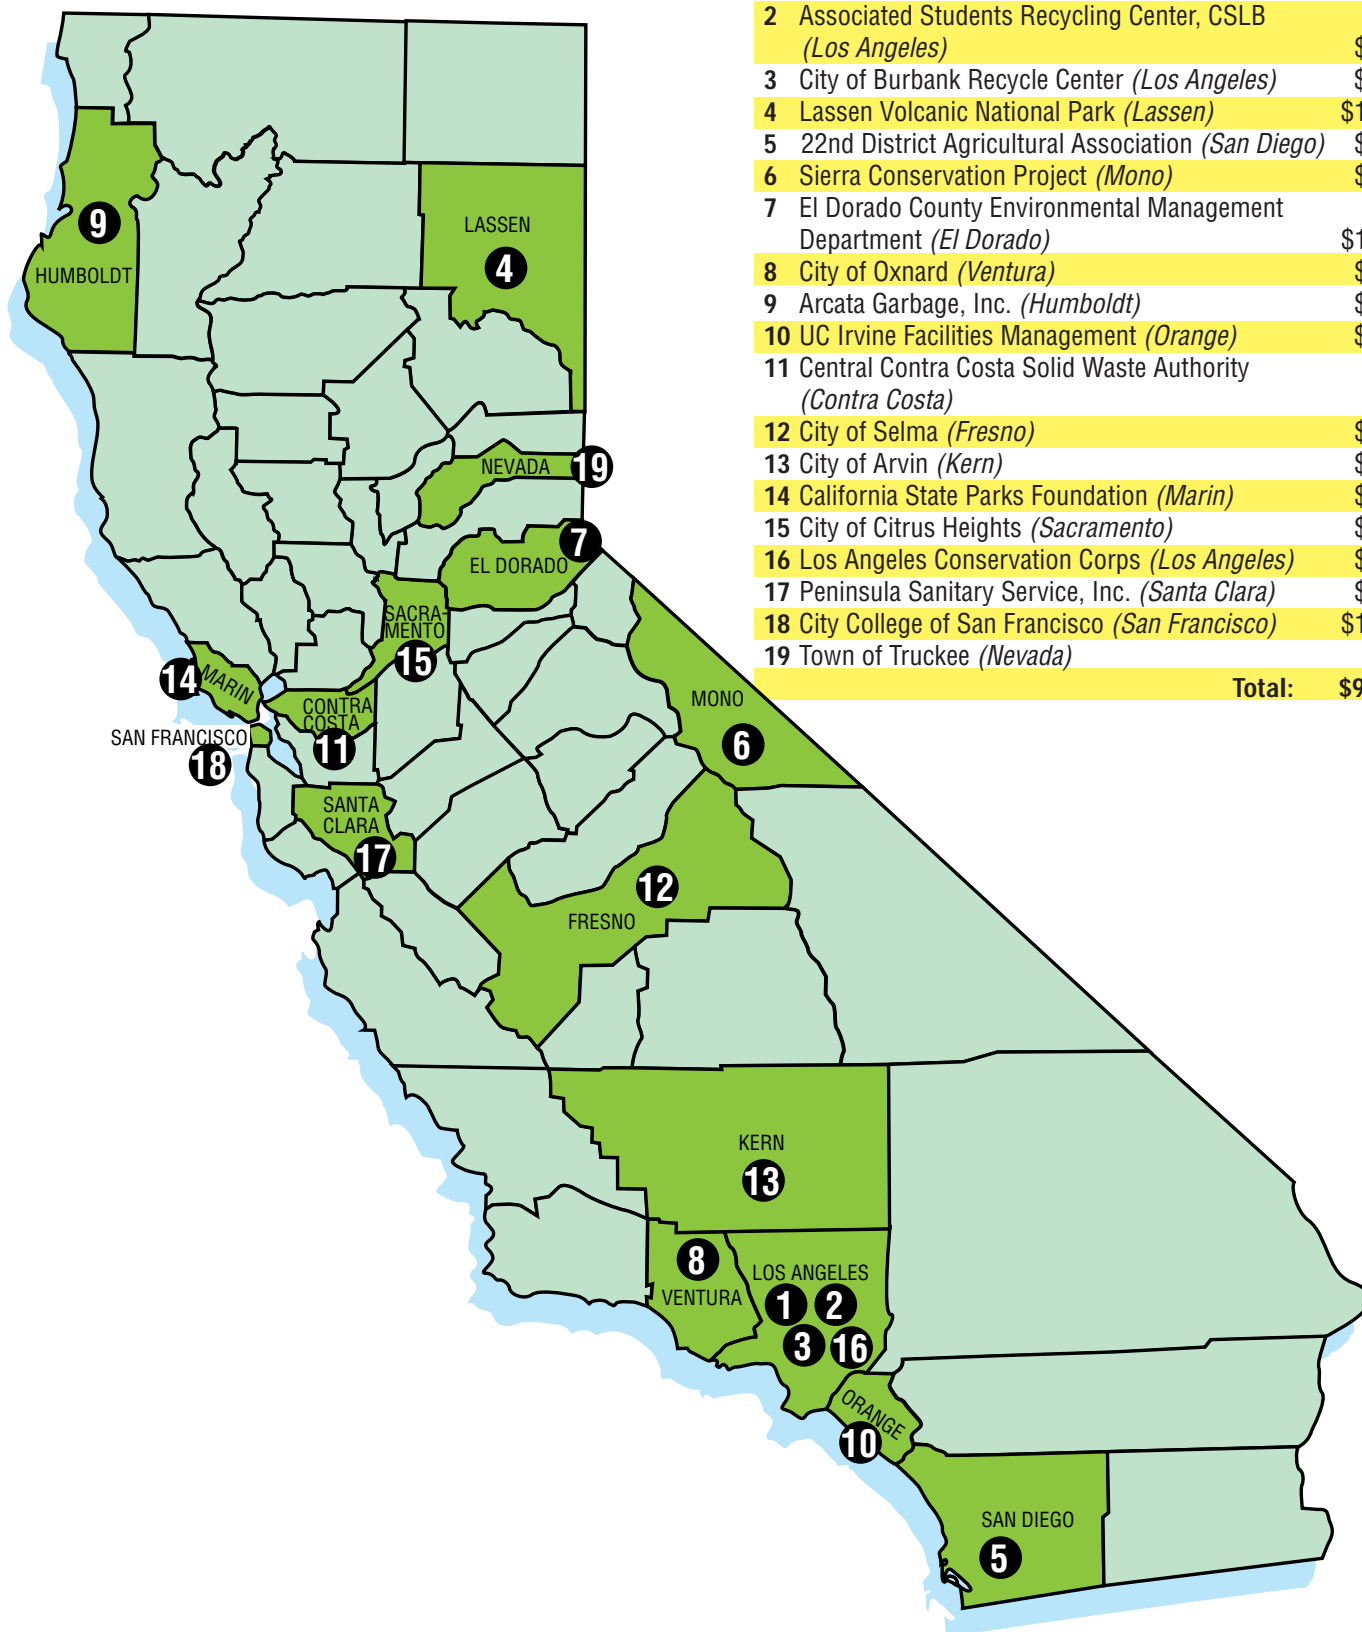 2 Associated Students Recycling Center, CSLB
(Los Angeles) $
3 City of Burbank Recycle Center (Los Angeles) $
4 Lassen Volcanic National Park (Lassen) $1
5 22nd District Agricultural Association (San Diego) $
6 Sierra Conservation Project (Mono) $
7 El Dorado County Environmental Management
Department (El Dorado) $1
8 City of Oxnard (Ventura) $
9 Arcata Garbage, Inc. (Humboldt) $
10 UC Irvine Facilities Management (Orange) $
11 Central Contra Costa Solid Waste Authority
(Contra Costa)
12 City of Selma (Fresno) $
13 City of Arvin (Kern) $
14 California State Parks Foundation (Marin) $
15 City of Citrus Heights (Sacramento) $
16 Los Angeles Conservation Corps (Los Angeles) $
17 Peninsula Sanitary Service, Inc. (Santa Clara) $
18 City College of San Francisco (San Francisco) $1
19 Town of Truckee (Nevada)
Total: $9
9
HUMBOLDT
LASSEN
4
NEVADA 19
7
EL DORADO
SACRA-
MENTO
15
14 MARIN
CONTRA
COSTA
11
SAN FRANCISCO
18
MONO
6
SANTA
CLARA
17
12
FRESNO
KERN
13
8
VENTURA
LOS ANGELES
1 2
3 16
ORANGE
10
SAN DIEGO
5